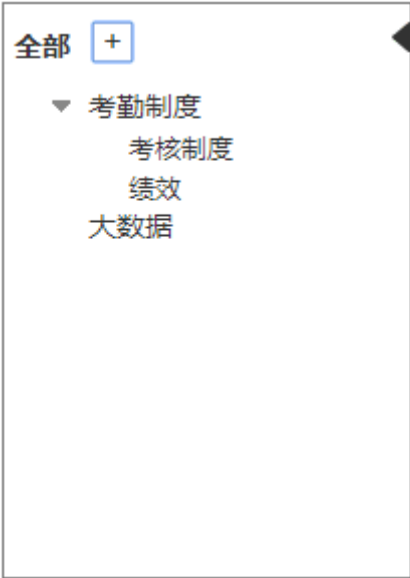 全部 +
考勤制度
考核制度
绩效
大数据